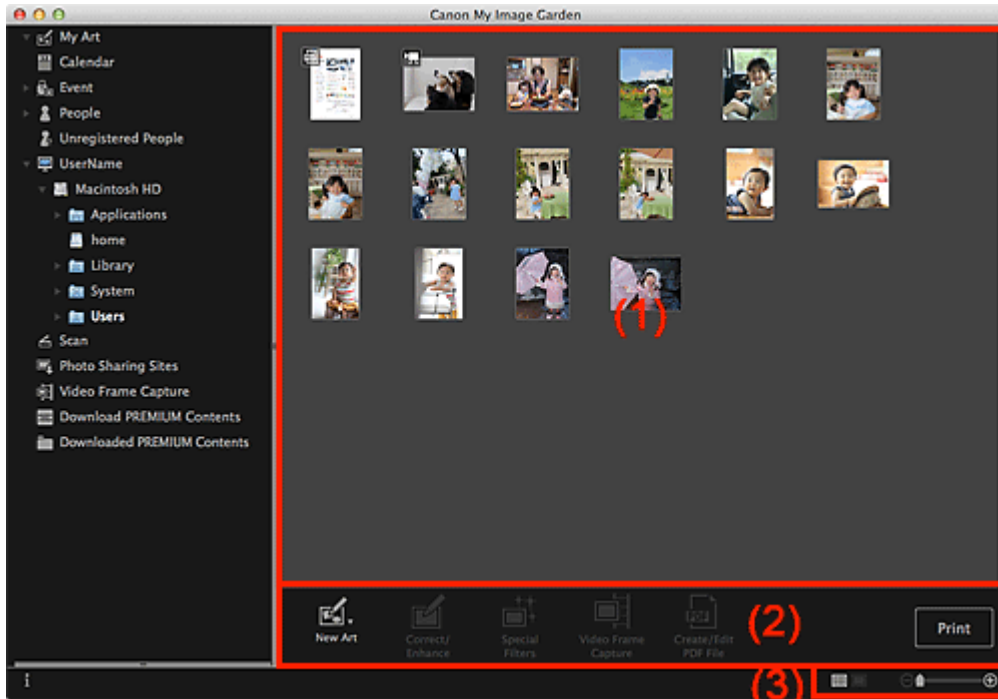 Canon My Image Garden
My Art
Calendar
Event
People
Unregistered People
UserName
Macintosh HD
Applications
home
Library
System
Users
Scan
Photo Sharing Sites
Video Frame Capture
Download PREMIUM Contents
Downloaded PREMIUM Contents
(1)
New Art
Correct/
Enhance
Special
Filters
Video Frame
Capture
PDF
Create/Edit
PDF File
(2)
Print
(3)